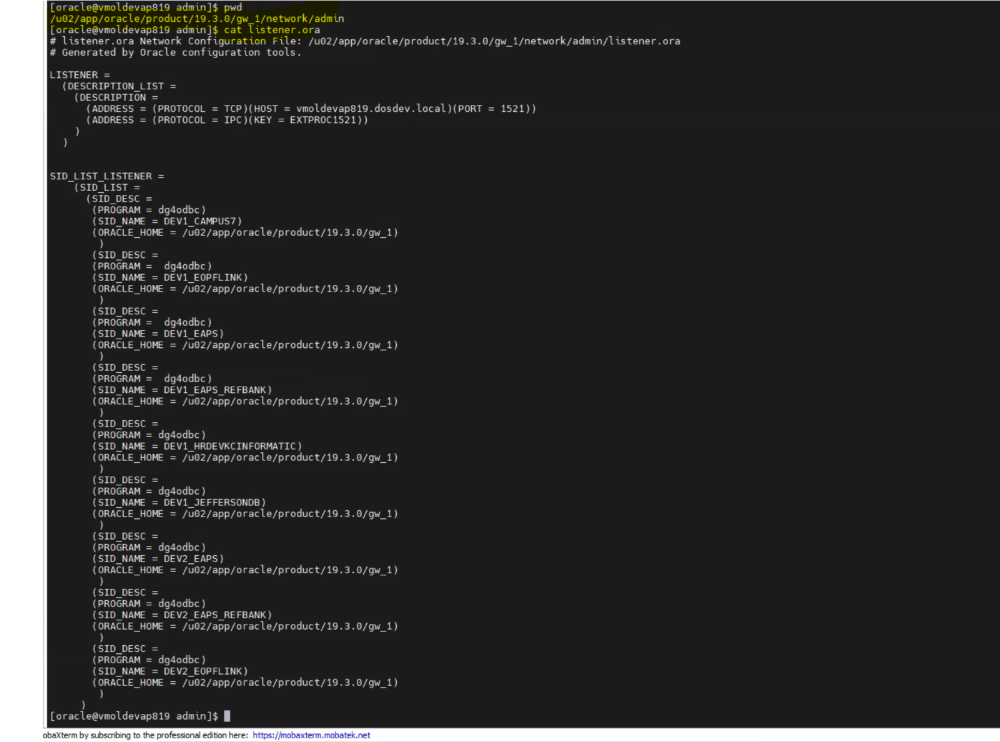 [oracle@vmoldevap819 admin]$ pwd
/u02/app/oracle/product/19.3.0/gw_1/network/admin
[oracle@vmoldevap819 admin]$ cat listener.ora
# listener.ora Network Configuration File: /u02/app/oracle/product/19.3.0/gw_1/network/admin/listener.ora
# Generated by Oracle configuration tools.
LISTENER =
(DESCRIPTION_LIST =
(DESCRIPTION =
(ADDRESS = (PROTOCOL = TCP)(HOST = vmoldevap819.dosdev.local)(PORT = 1521))
(ADDRESS = (PROTOCOL = IPC)(KEY = EXTPROC1521))
)
)
SID_LIST_LISTENER =
(SID_LIST =
(SID_DESC =
(PROGRAM = dg4odbc)
(SID_NAME = DEV1_CAMPUS7)
(ORACLE_HOME = /u02/app/oracle/product/19.3.0/gw_1)
)
(SID_DESC =
(PROGRAM =  dg4odbc)
(SID_NAME = DEV1_EOPFLINK)
(ORACLE_HOME = /u02/app/oracle/product/19.3.0/gw_1)
)
(SID_DESC =
(PROGRAM =  dg4odbc)
(SID_NAME = DEV1_EAPS)
(ORACLE_HOME = /u02/app/oracle/product/19.3.0/gw_1)
)
(SID_DESC =
(PROGRAM =  dg4odbc)
(SID_NAME = DEV1_EAPS_REFBANK)
(ORACLE_HOME = /u02/app/oracle/product/19.3.0/gw_1)
)
(SID_DESC =
(PROGRAM = dg4odbc)
(SID_NAME = DEV1_HRDEVKCINFORMATIC)
(ORACLE_HOME = /u02/app/oracle/product/19.3.0/gw_1)
)
(SID_DESC =
(PROGRAM = dg4odbc)
(SID_NAME = DEV1_JEFFERSONDB)
(ORACLE_HOME = /u02/app/oracle/product/19.3.0/gw_1)
)
(SID_DESC =
(PROGRAM = dg4odbc)
(SID_NAME = DEV2_EAPS)
(ORACLE_HOME = /u02/app/oracle/product/19.3.0/gw_1)
)
(SID_DESC =
(PROGRAM = dg4odbc)
(SID_NAME = DEV2_EAPS_REFBANK)
(ORACLE_HOME = /u02/app/oracle/product/19.3.0/gw_1)
)
(SID_DESC =
(PROGRAM = dg4odbc)
(SID_NAME = DEV2_EOPFLINK)
(ORACLE_HOME = /u02/app/oracle/product/19.3.0/gw_1)
)
)
[oracle@vmoldevap819 admin]$
obaXterm by subscribing to the professional edition here: https://mobaxterm.mobatek.net